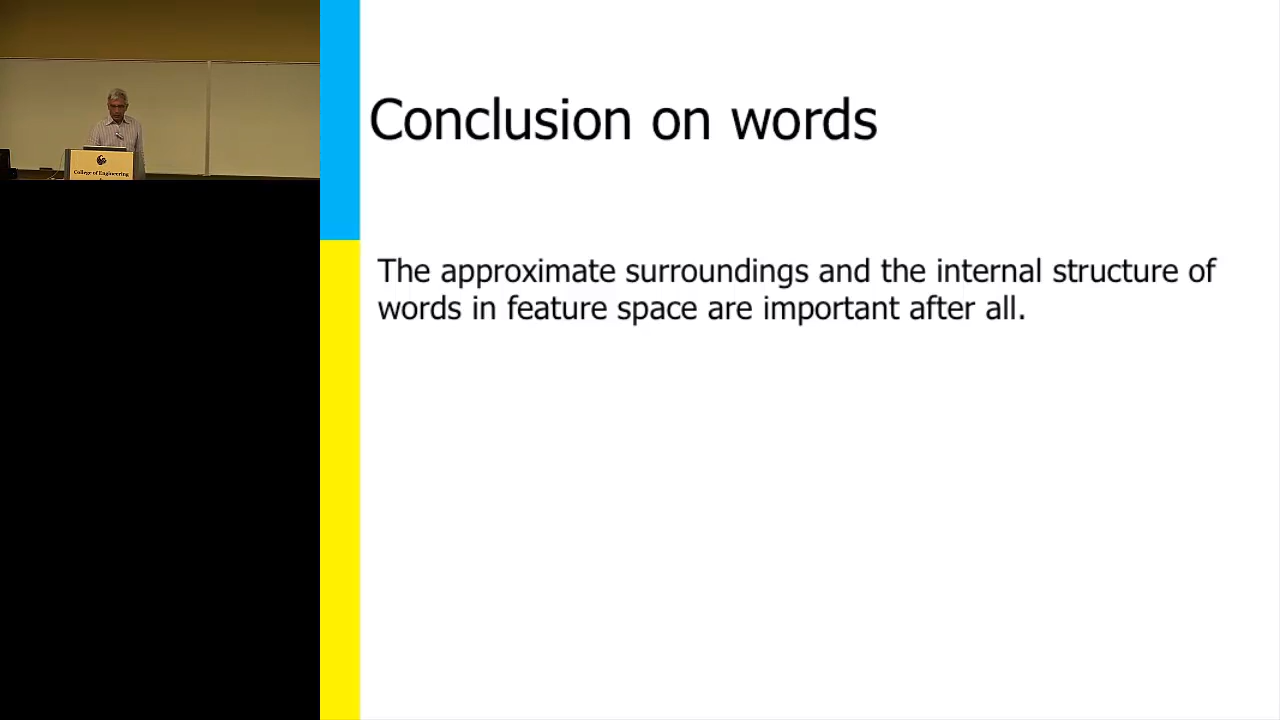 Conclusion on words
The approximate surroundings and the internal structure of
words in feature space are important after all.
College of Engineering